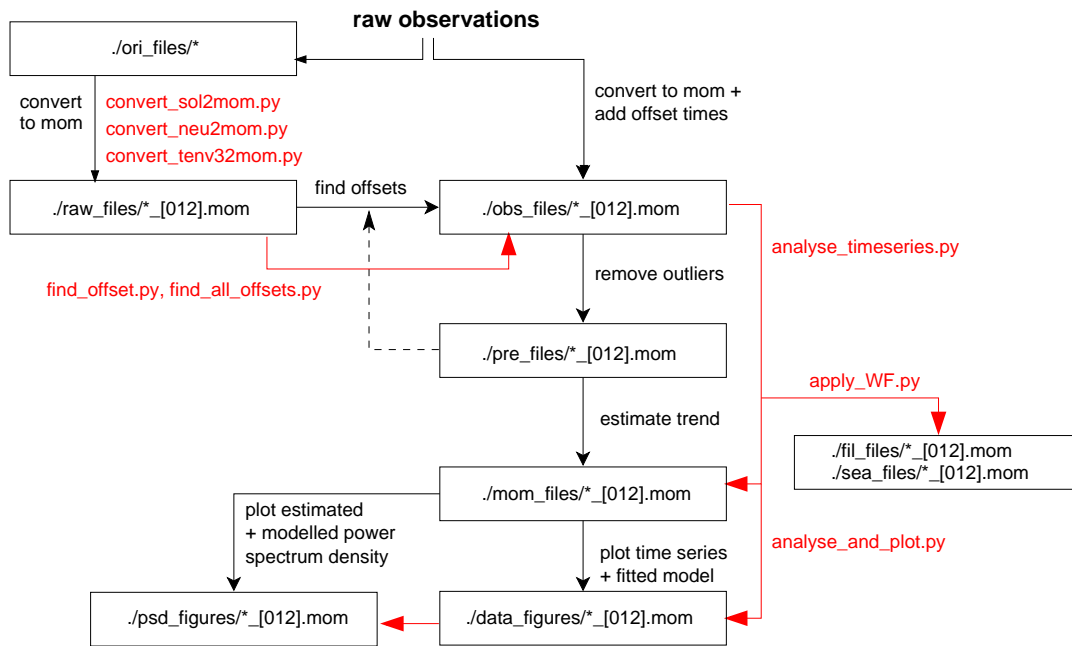 raw observations
./ori_files/*
convert
to mom
convert_sol2mom.py
convert_neu2mom.py
convert_tenv32mom.py
convert to mom +
add offset times
./raw_files/*_[012].mom
find offsets
./obs_files/*_[012].mom
analyse_timeseries.py
find_offset.py, find_all_offsets.py
remove outliers
./pre_files/*_[012].mom
apply_WF.py
estimate trend
./fil_files/*_[012].mom
./sea_files/*_[012].mom
./mom_files/*_[012].mom
plot estimated
+ modelled power
spectrum density
plot time series
+ fitted model
analyse_and_plot.py
./psd_figures/*_[012].mom
./data_figures/*_[012].mom